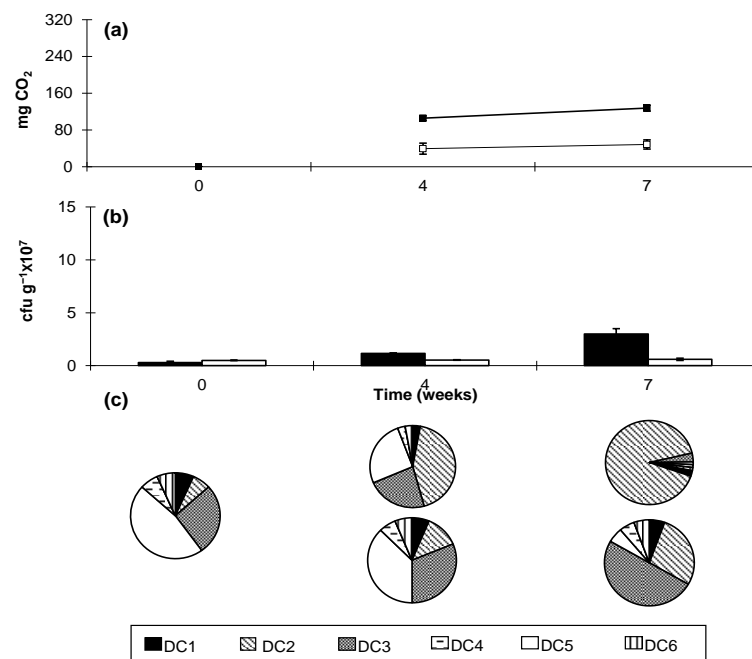 (a)
mg CO₂
320
240
160
80
0
0 4 7
(b)
cfu g⁻¹x10⁷
15
10
5
0
0 4 7
Time (weeks)
(c)
DC1 DC2 DC3 DC4 DC5 DC6